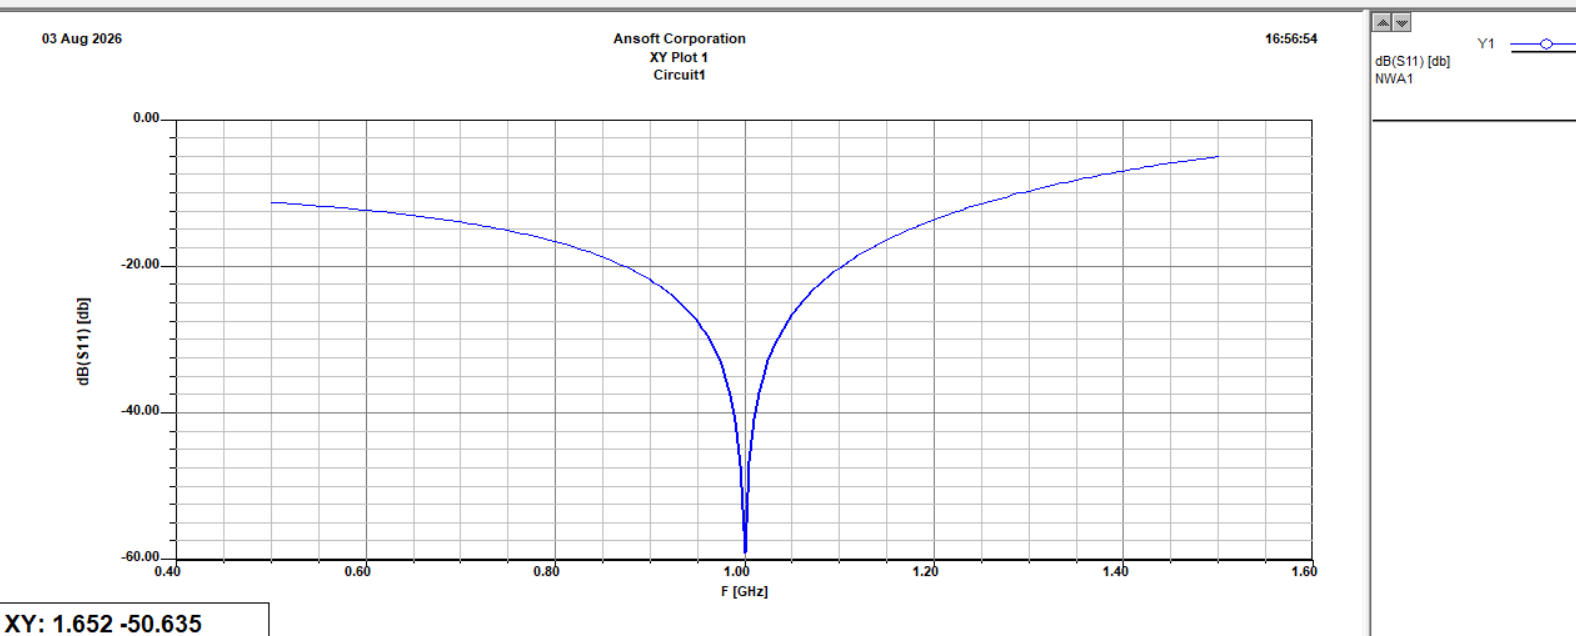 03 Aug 2026
Ansoft Corporation
16:56:54
XY Plot 1
Circuit1
Y1
dB(S11) [db]
NWA1
0.00
-20.00
-40.00
-60.00
dB(S11) [db]
0.40
0.60
0.80
1.00
1.20
1.40
1.60
F [GHz]
XY: 1.652 -50.635